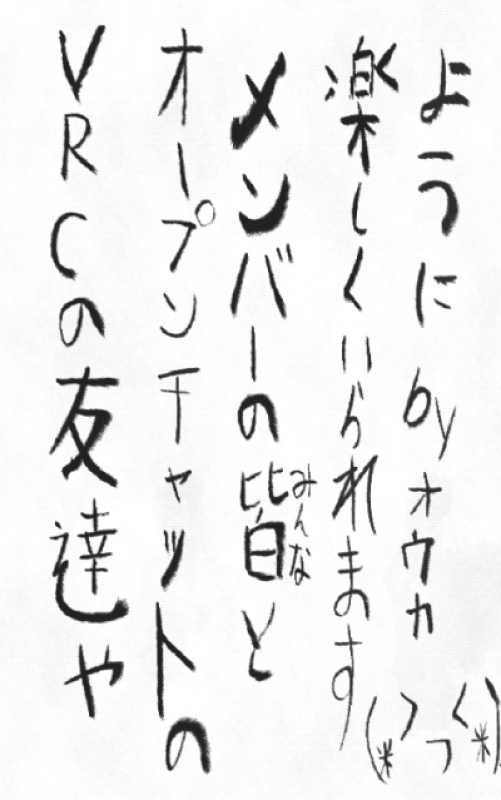 VRCの友達や
オープンチャットの
メンバーの皆と
みんな
楽しくいられます
ように byオウカ (*>っ<*)